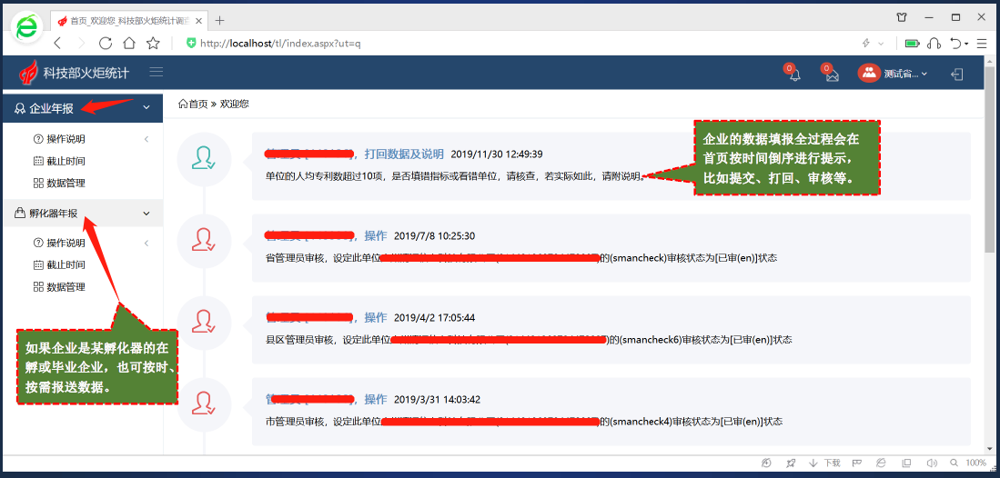 首页_欢迎您_科技部火炬统计调查
http://localhost/tl/index.aspx?ut=q
科技部火炬统计
0
0
测试省...
企业年报
首页 » 欢迎您
操作说明
截止时间
数据管理
孵化器年报
操作说明
截止时间
数据管理
，打回数据及说明 2019/11/30 12:49:39
单位的人均专利数超过10项，是否填错指标或看错单位，请核查，若实际如此，请附说明。
企业的数据填报全过程会在
首页按时间倒序进行提示，
比如提交、打回、审核等。
，操作 2019/7/8 10:25:30
省管理员审核，设定此单位
)的(smancheck)审核状态为[已审(en)]状态
，操作 2019/4/2 17:05:44
县区管理员审核，设定此单位
)的(smancheck6)审核状态为[已审(en)]状态
，操作 2019/3/31 14:03:42
市管理员审核，设定此单位
)的(smancheck4)审核状态为[已审(en)]状态
如果企业是某孵化器的在
孵或毕业企业，也可按时、
按需报送数据。
下载
100%